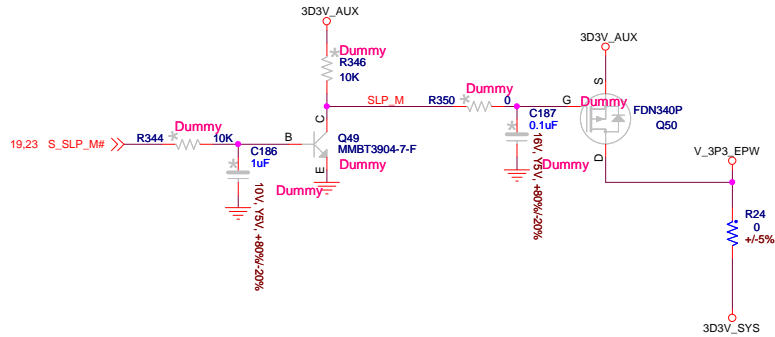 3D3V_AUX
Dummy
R346
10K
C
SLP_M
R350
Dummy
0
3D3V_AUX
S
G
Dummy
FDN340P
Q50
D
C187
0.1uF
16V, Y5V, +80%/-20%
Dummy
19,23 S_SLP_M#
R344
Dummy
10K
B
Q49
MMBT3904-7-F
Dummy
E
C186
1uF
Dummy
10V, Y5V, +80%/-20%
V_3P3_EPW
R24
0
+/-5%
3D3V_SYS